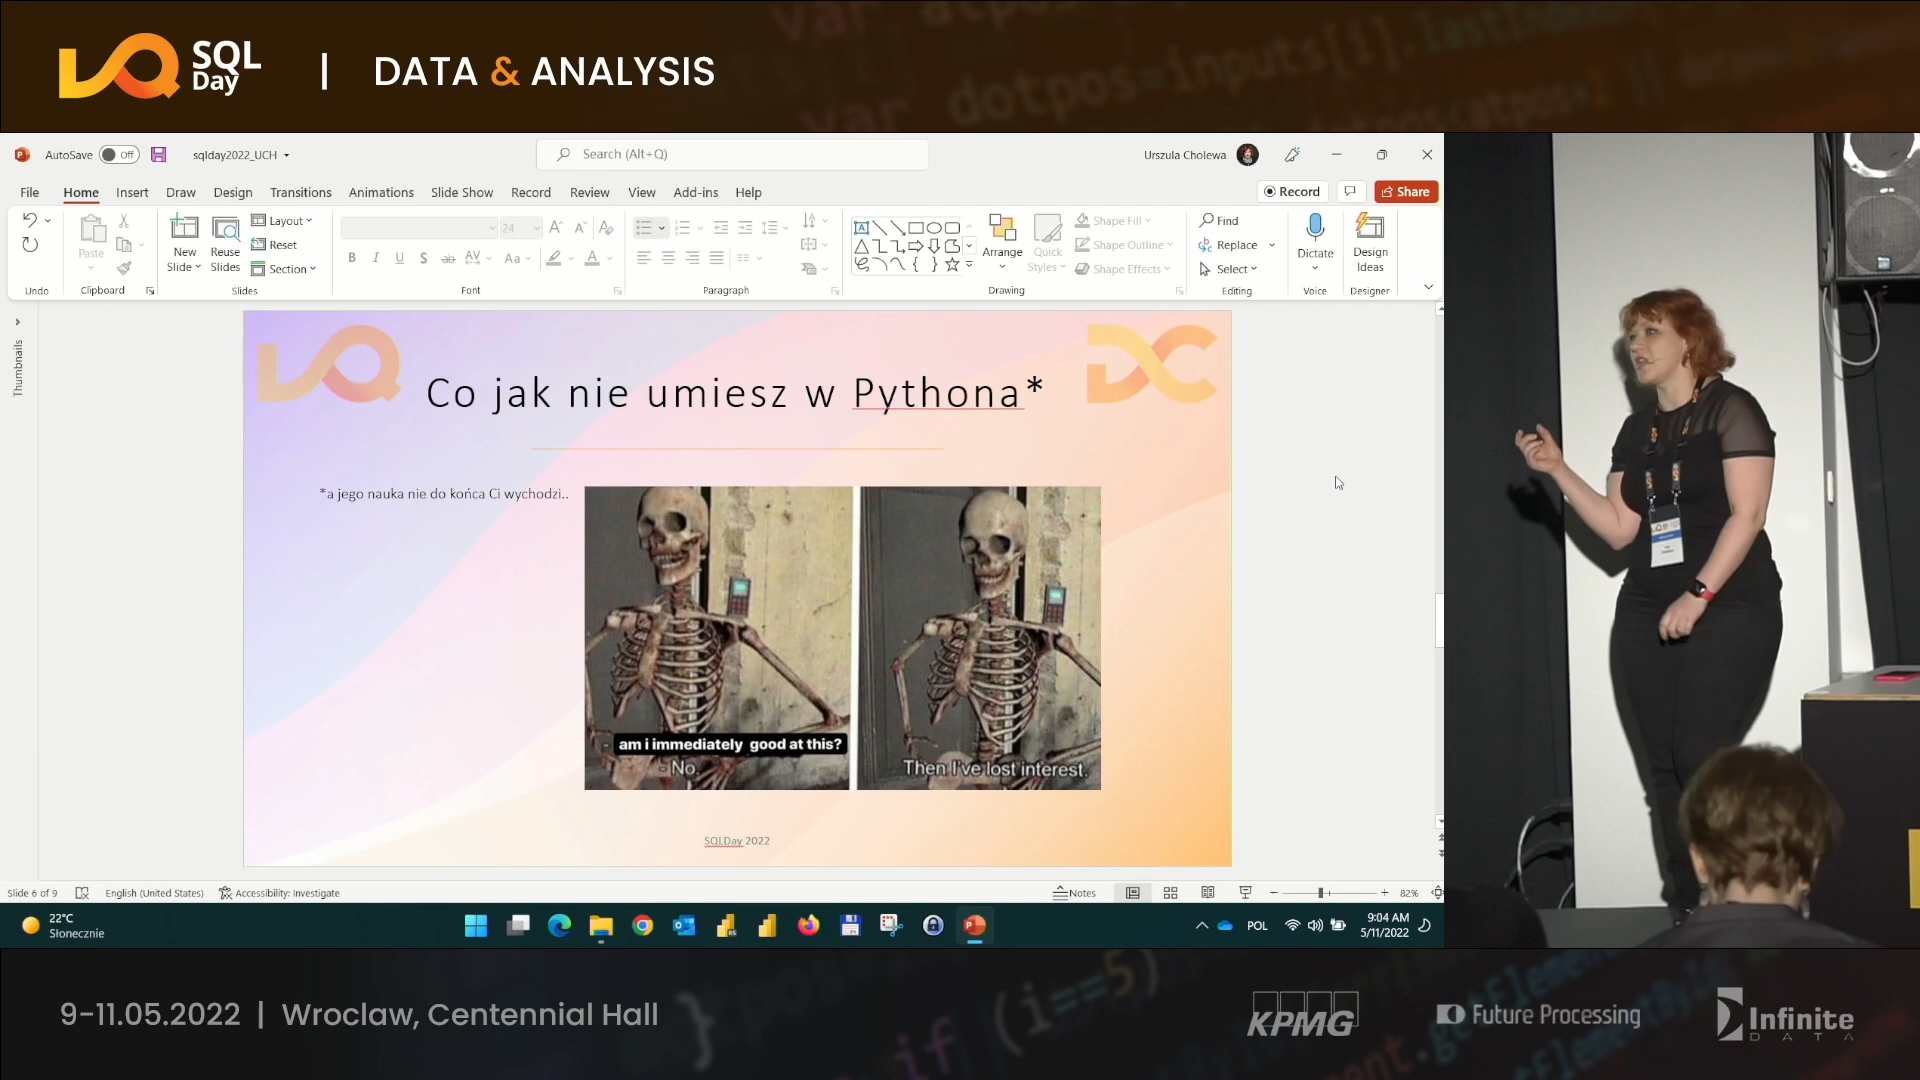 SQL
Day
| DATA & ANALYSIS
AutoSave Off sqlday2022_UCH Search (Alt+Q) Urszula Cholewa
File Home Insert Draw Design Transitions Animations Slide Show Record Review View Add-ins Help Record Share
Paste
New
Slide
Reuse
Slides
Layout
Reset
Section
24
B I U S ab AV Aa A
Arrange
Quick
Styles
Shape Fill
Shape Outline
Shape Effects
Find
Replace
Select
Dictate
Design
Ideas
Undo Clipboard Slides Font Paragraph Drawing Editing Voice Designer
Thumbnails
Co jak nie umiesz w Pythona*
*a jego nauka nie do końca Ci wychodzi..
- am i immediately good at this?
- No.
Then I've lost interest.
SQLDay 2022
Slide 6 of 9 English (United States) Accessibility: Investigate Notes 82%
22°C
Słonecznie
POL
9:04 AM
5/11/2022
9-11.05.2022 | Wroclaw, Centennial Hall
KPMG
Future Processing
Infinite
DATA